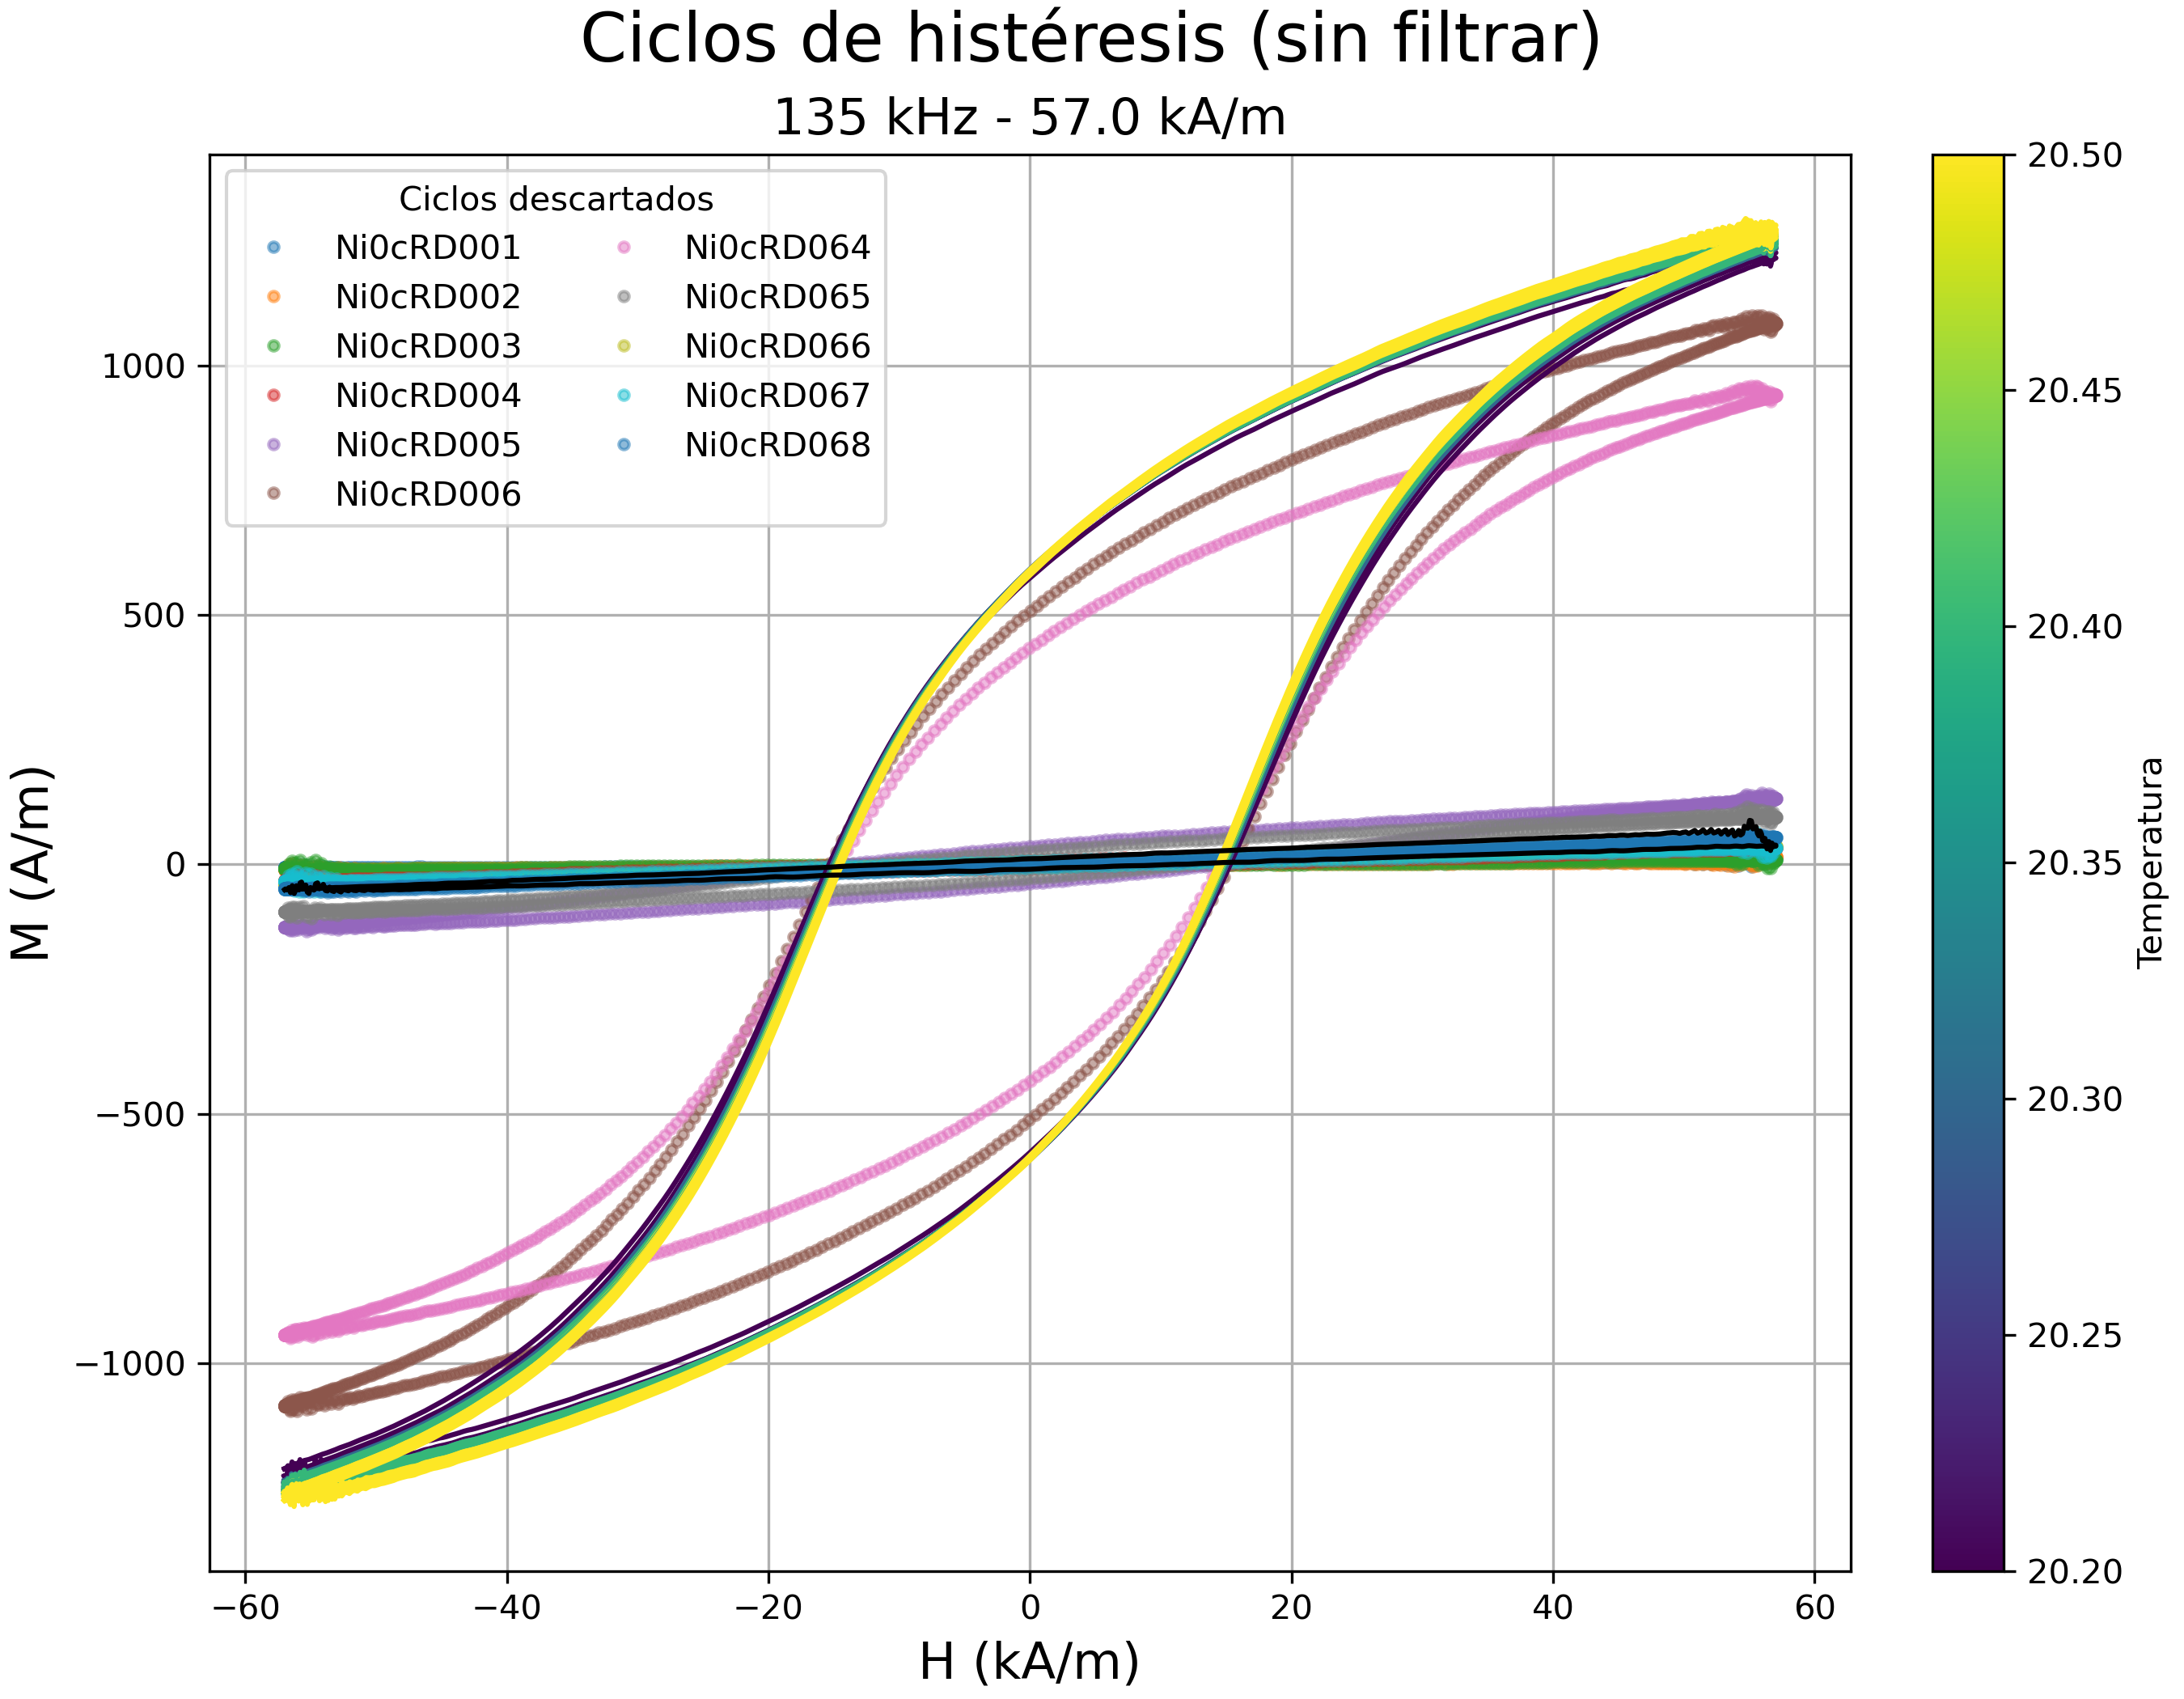 Ciclos de histéresis (sin filtrar)
135 kHz - 57.0 kA/m
Ciclos descartados
Ni0cRD001
Ni0cRD002
Ni0cRD003
Ni0cRD004
Ni0cRD005
Ni0cRD006
Ni0cRD064
Ni0cRD065
Ni0cRD066
Ni0cRD067
Ni0cRD068
M (A/m)
1000
500
0
−500
−1000
−60
−40
−20
0
20
40
60
H (kA/m)
20.50
20.45
20.40
20.35
20.30
20.25
20.20
Temperatura